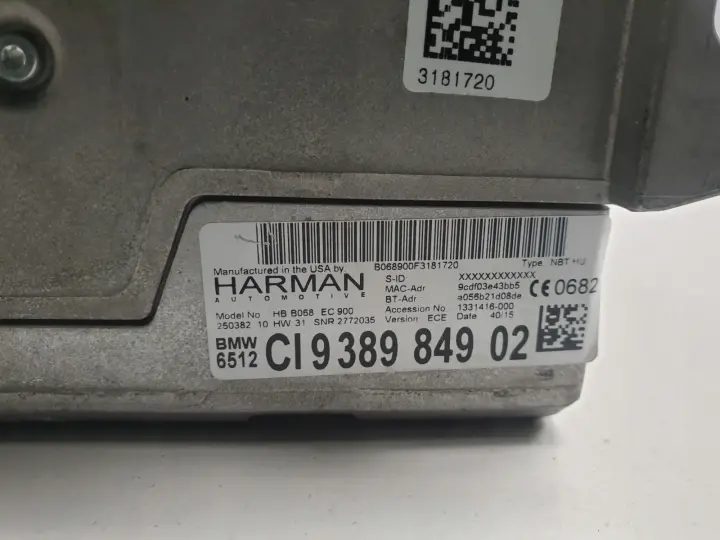 3181720
Manufactured in the USA by
HARMAN
AUTOMOTIVE
Model No HB B068 EC 900
250382 10 HW 31 SNR 2772035
B068900F3181720 Type NBT HU
S-ID XXXXXXXXXXXX
MAC-Adr 9cdf03e43bb5
BT-Adr a056b21d08de
CE 0682
Accession No 1331416-000
Version ECE Date 40/15
BMW
6512 CI 9 389 849 02